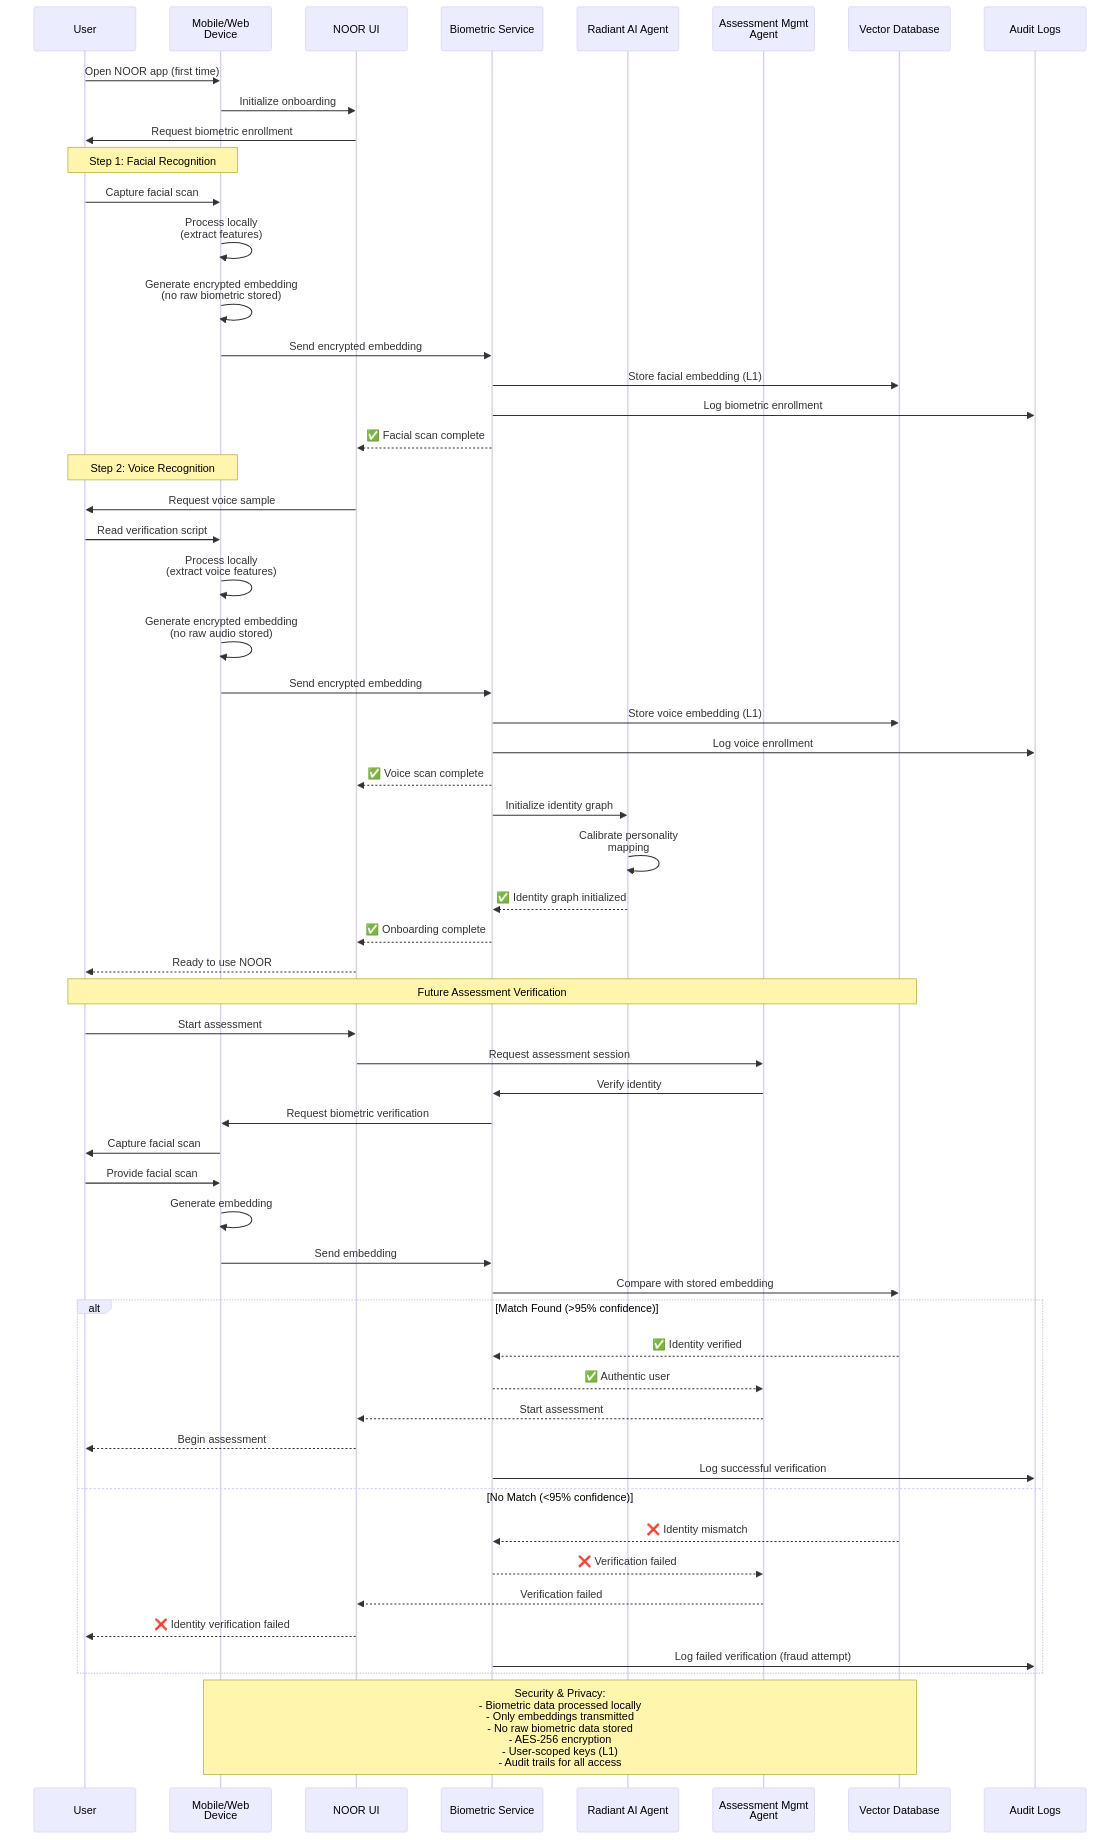 User
Mobile/Web
Device
NOOR UI
Biometric Service
Radiant AI Agent
Assessment Mgmt
Agent
Vector Database
Audit Logs
Open NOOR app (first time)
Initialize onboarding
Request biometric enrollment
Step 1: Facial Recognition
Capture facial scan
Process locally
(extract features)
Generate encrypted embedding
(no raw biometric stored)
Send encrypted embedding
Store facial embedding (L1)
Log biometric enrollment
✅ Facial scan complete
Step 2: Voice Recognition
Request voice sample
Read verification script
Process locally
(extract voice features)
Generate encrypted embedding
(no raw audio stored)
Send encrypted embedding
Store voice embedding (L1)
Log voice enrollment
✅ Voice scan complete
Initialize identity graph
Calibrate personality
mapping
✅ Identity graph initialized
✅ Onboarding complete
Ready to use NOOR
Future Assessment Verification
Start assessment
Request assessment session
Verify identity
Request biometric verification
Capture facial scan
Provide facial scan
Generate embedding
Send embedding
Compare with stored embedding
alt
[Match Found (>95% confidence)]
✅ Identity verified
✅ Authentic user
Start assessment
Begin assessment
Log successful verification
[No Match (<95% confidence)]
❌ Identity mismatch
❌ Verification failed
Verification failed
❌ Identity verification failed
Log failed verification (fraud attempt)
Security & Privacy:
- Biometric data processed locally
- Only embeddings transmitted
- No raw biometric data stored
- AES-256 encryption
- User-scoped keys (L1)
- Audit trails for all access
User
Mobile/Web
Device
NOOR UI
Biometric Service
Radiant AI Agent
Assessment Mgmt
Agent
Vector Database
Audit Logs